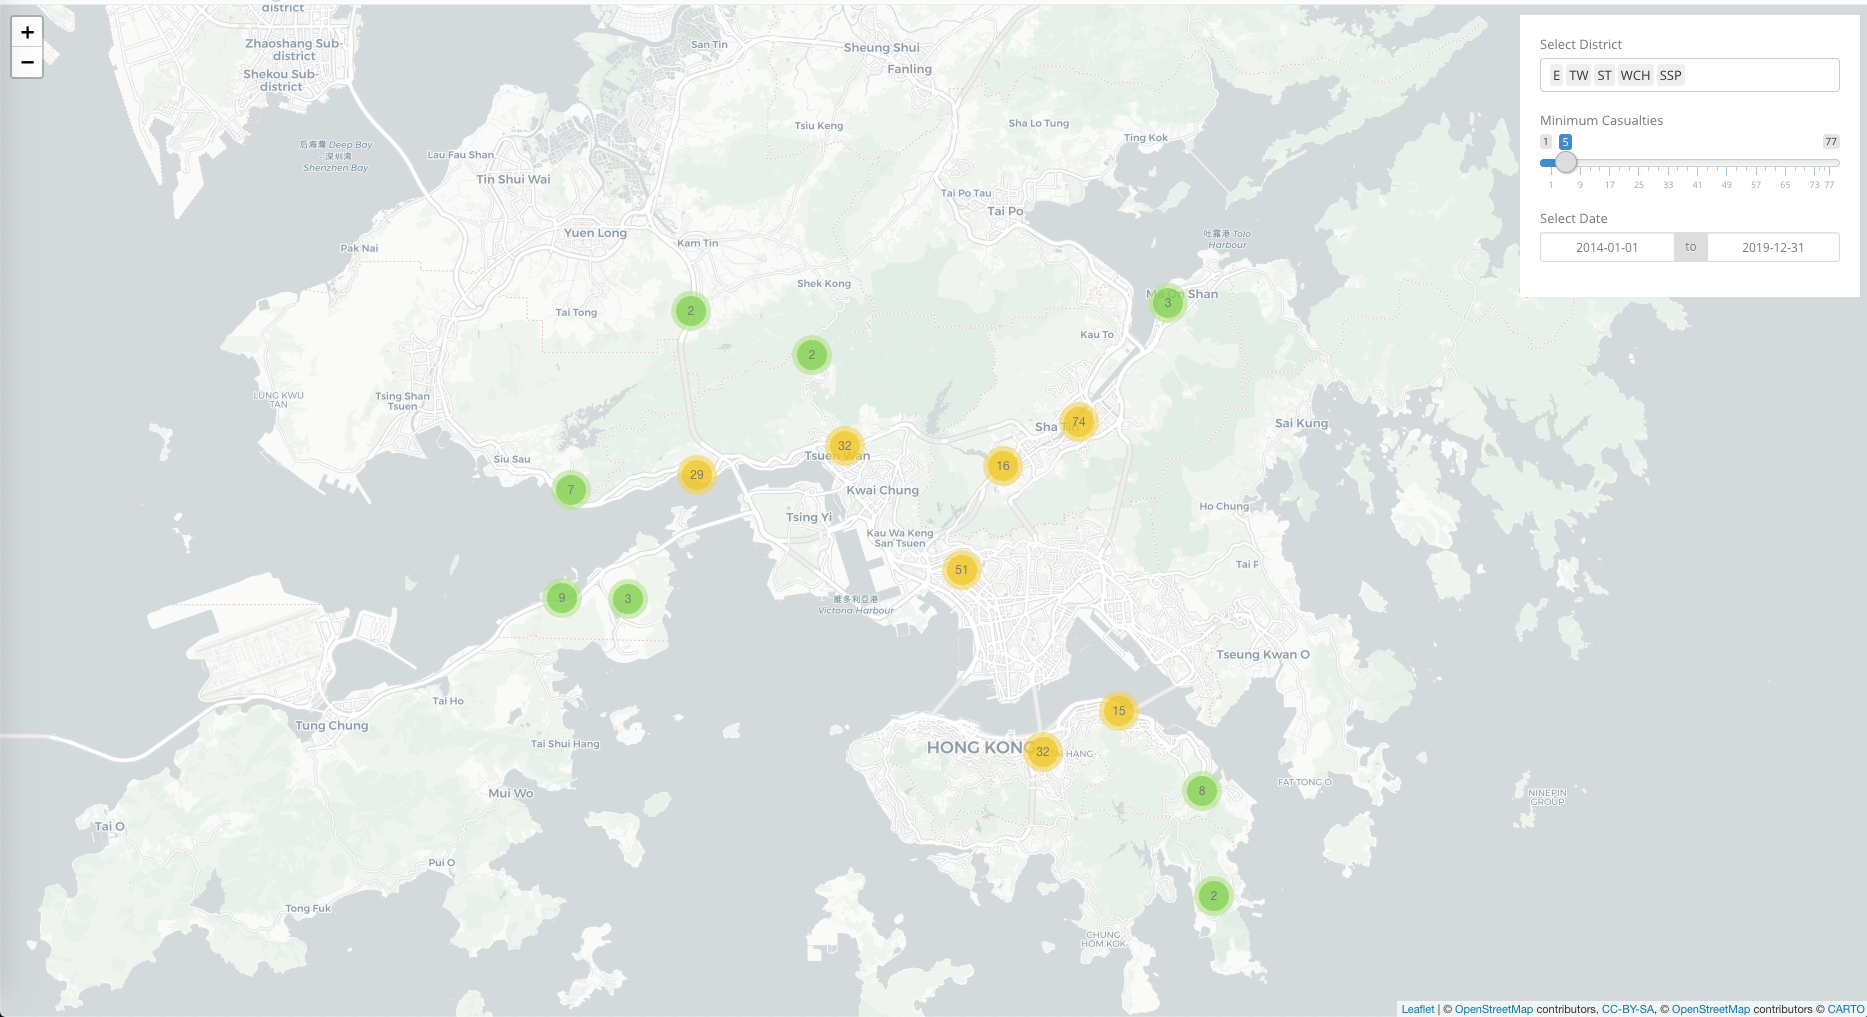 district
+
−
Zhaoshang Sub-
district
Shekou Sub-
district
San Tin
Sheung Shui
Fanling
Select District
E TW ST WCH SSP
Minimum Casualties
1 5 77
1 9 17 25 33 41 49 57 65 73 77
Select Date
2014-01-01 to 2019-12-31
Tsiu Keng
Sha Lo Tung
Ting Kok
后海灣 Deep Bay
- 深圳湾
Shenzhen Bay
Lau Fau Shan
Tin Shui Wai
Tai Po Tau
Tai Po
Yuen Long
Kam Tin
Pak Nai
吐露港 Tolo
Harbour
Shek Kong
Tai Tong
2
3
Kau To
2
LUNG KWU
TAN
Tsing Shan
Tsuen
74
Sai Kung
32
Siu Sau
29
16
7
Kwai Chung
Tsing Yi
Ho Chung
Kau Wa Keng
San Tsuen
51
9
3
維多利亞港
Victoria Harbour
Tseung Kwan O
Tai Ho
Tung Chung
15
Tai Shui Hang
HONG KONG
32
8
FAT TONG O
Mui Wo
NINEPIN
GROUP
Tai O
Pui O
2
Tong Fuk
CHUNG
HOM KOK
Leaflet | © OpenStreetMap contributors, CC-BY-SA, © OpenStreetMap contributors © CARTO